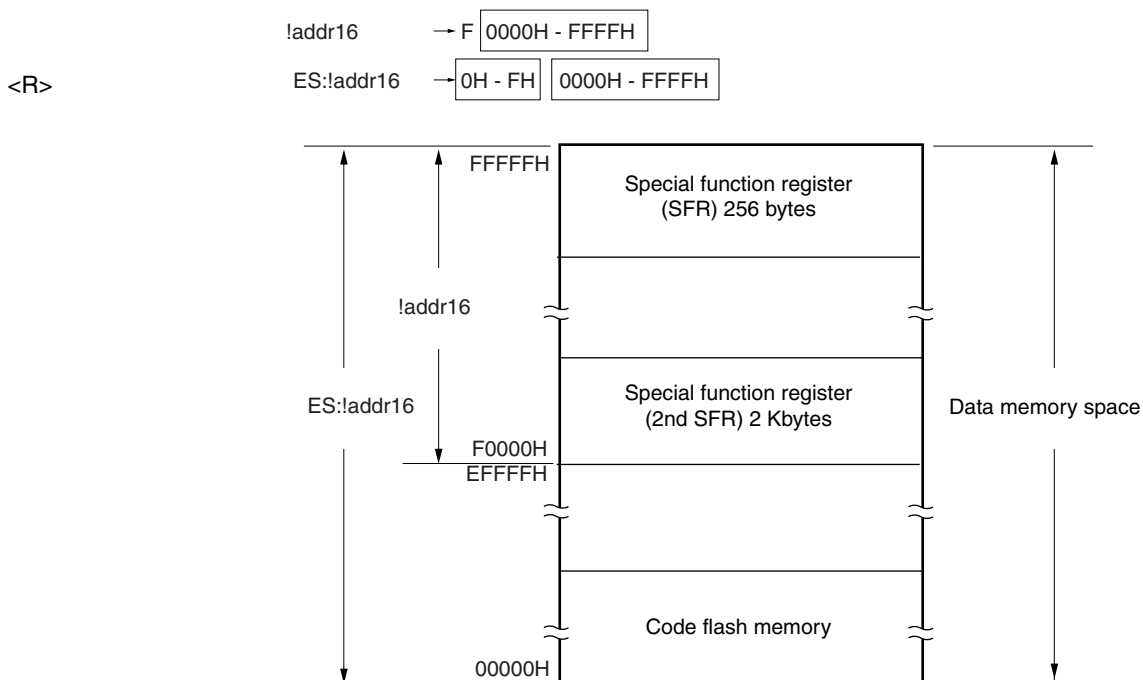 !addr16 → F 0000H - FFFFH
<R> ES:!addr16 → 0H - FH 0000H - FFFFH
FFFFFH
Special function register
(SFR) 256 bytes
!addr16
Special function register
(2nd SFR) 2 Kbytes
ES:!addr16
Data memory space
F0000H
EFFFFH
Code flash memory
00000H